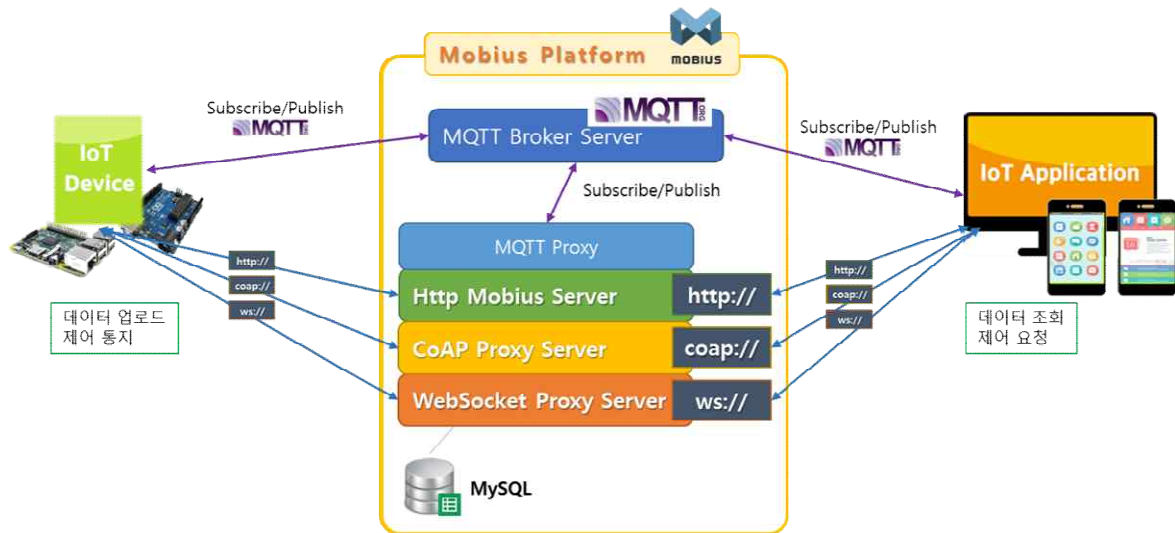 Mobius Platform
MOBIUS
Subscribe/Publish
MQTT
IoT
Device
MQTT Broker Server
MQTT.ORG
Subscribe/Publish
MQTT
IoT Application
Subscribe/Publish
MQTT Proxy
http://
coap://
ws://
Http Mobius Server
http://
CoAP Proxy Server
coap://
WebSocket Proxy Server
ws://
http://
coap://
ws://
데이터 업로드
제어 통지
데이터 조회
제어 요청
MySQL